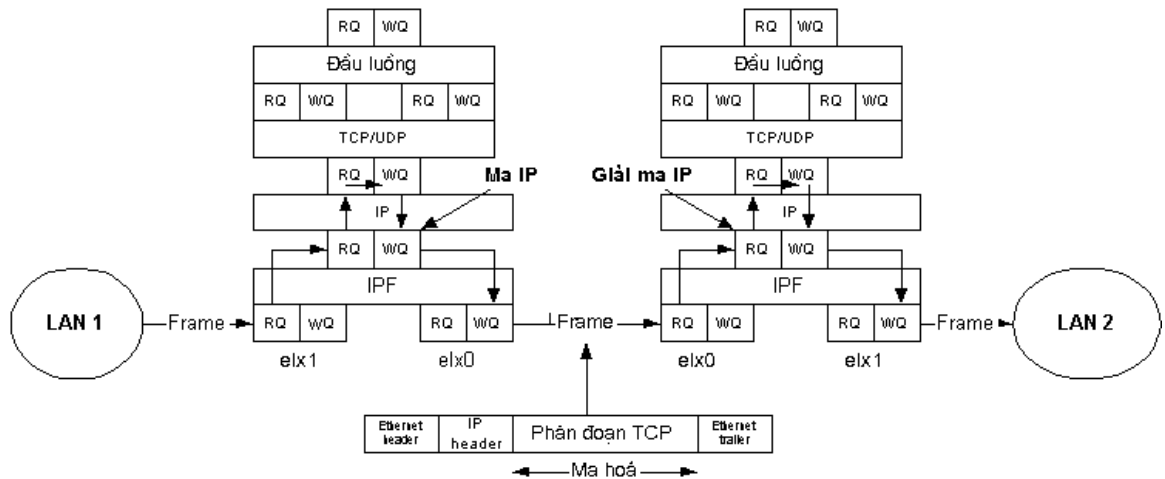 RQ WQ RQ WQ
Đầu luồng Đầu luồng
RQ WQ RQ WQ RQ WQ RQ WQ
TCP/UDP TCP/UDP
RQ WQ Ma IP Giải ma IP RQ WQ
IP IP
RQ WQ RQ WQ
IPF IPF
LAN 1 Frame RQ wQ RQ WQ Frame RQ WQ RQ WQ Frame LAN 2
elx1 elx0 elx0 elx1
Ethernet header IP header Phân đoạn TCP Ethernet trailer
Ma hoá